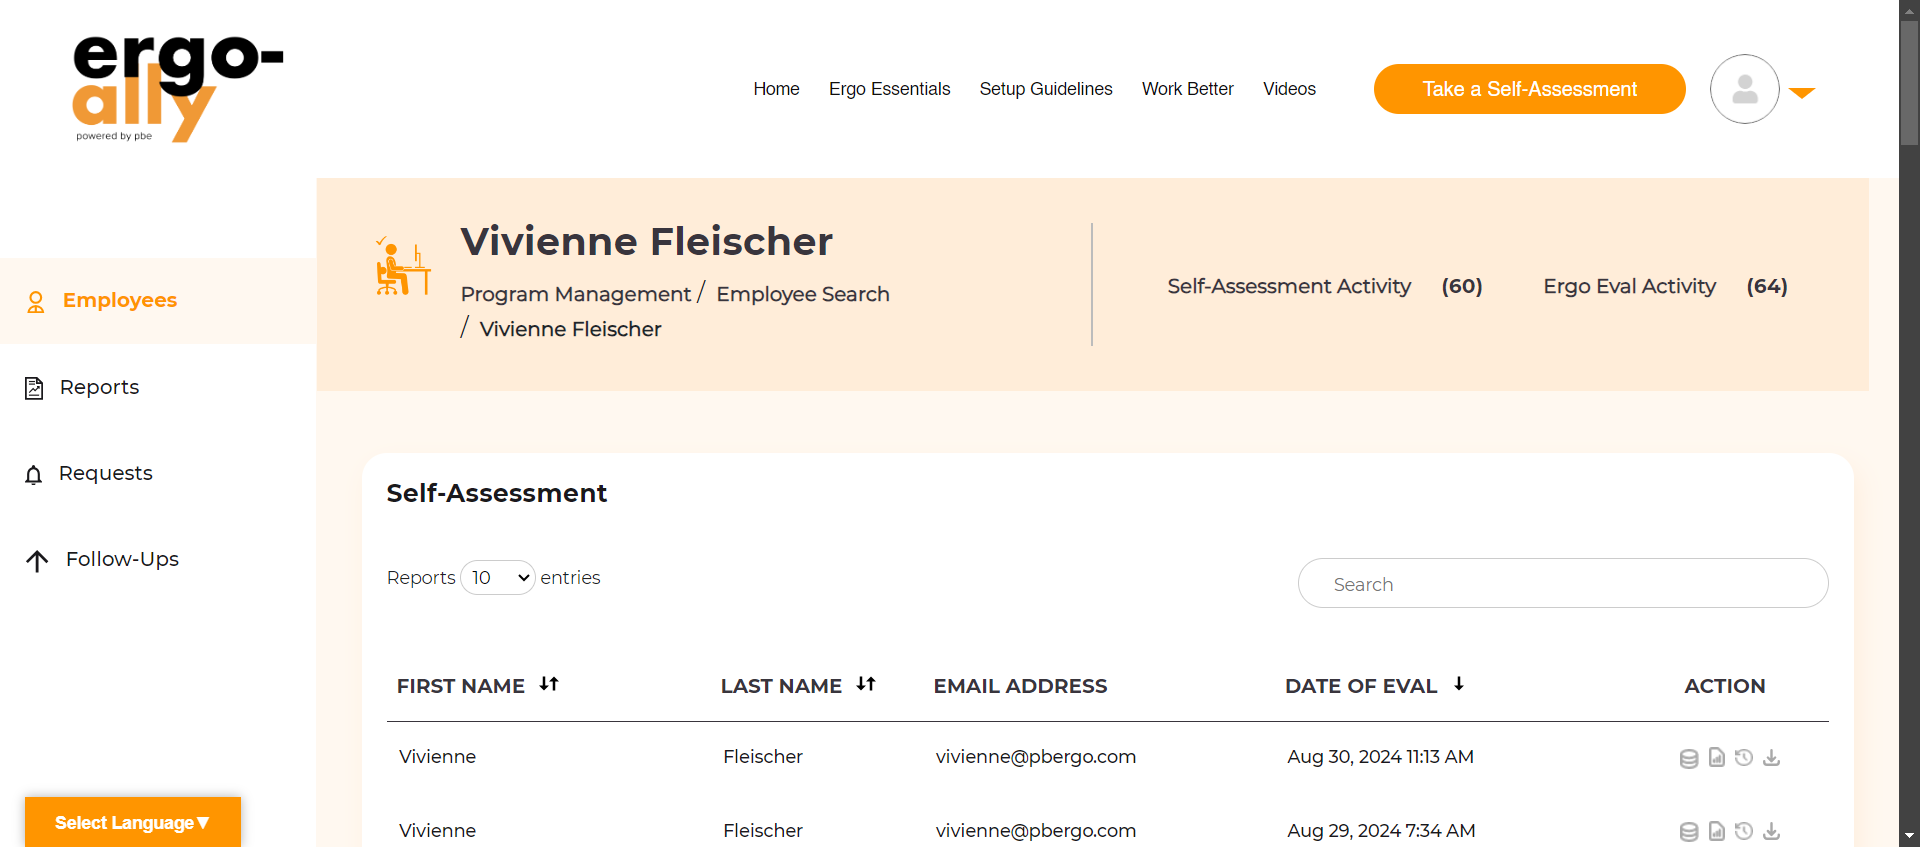 ergo-
ally
powered by pbe
Home Ergo Essentials Setup Guidelines Work Better Videos Take a Self-Assessment
Vivienne Fleischer
Program Management / Employee Search
/ Vivienne Fleischer
Self-Assessment Activity (60) Ergo Eval Activity (64)
Employees
Reports
Requests
Follow-Ups
Select Language▼
Self-Assessment
Reports 10 entries
Search
FIRST NAME LAST NAME EMAIL ADDRESS DATE OF EVAL ACTION
Vivienne Fleischer vivienne@pbergo.com Aug 30, 2024 11:13 AM
Vivienne Fleischer vivienne@pbergo.com Aug 29, 2024 7:34 AM